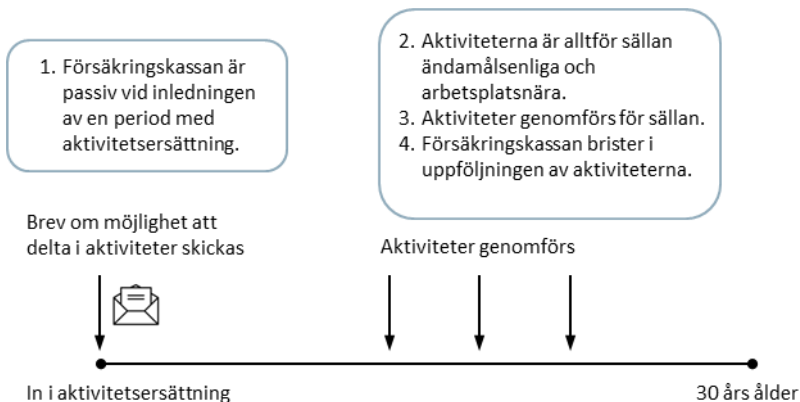 1. Försäkringskassan är
passiv vid inledningen
av en period med
aktivitetsersättning.
2. Aktiviteterna är alltför sällan
ändamålsenliga och
arbetsplatsnära.
3. Aktiviteter genomförs för sällan.
4. Försäkringskassan brister i
uppföljningen av aktiviteterna.
Brev om möjlighet att
delta i aktiviteter skickas
Aktiviteter genomförs
In i aktivitetsersättning
30 års ålder